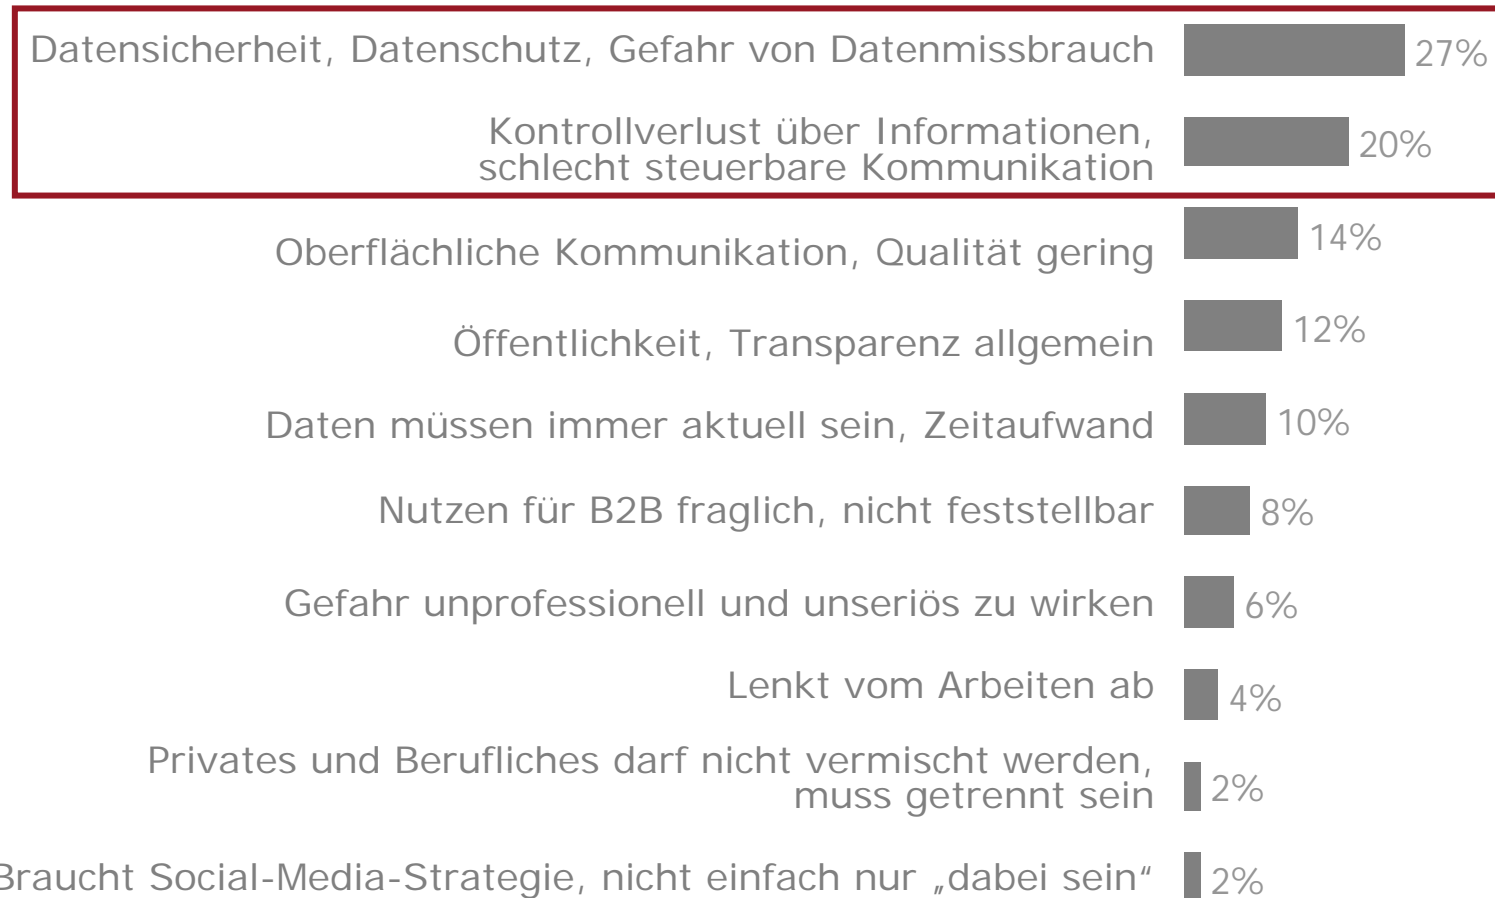 Datensicherheit, Datenschutz, Gefahr von Datenmissbrauch 27%
Kontrollverlust über Informationen,
schlecht steuerbare Kommunikation 20%
Oberflächliche Kommunikation, Qualität gering 14%
Öffentlichkeit, Transparenz allgemein 12%
Daten müssen immer aktuell sein, Zeitaufwand 10%
Nutzen für B2B fraglich, nicht feststellbar 8%
Gefahr unprofessionell und unseriös zu wirken 6%
Lenkt vom Arbeiten ab 4%
Privates und Berufliches darf nicht vermischt werden,
muss getrennt sein 2%
Braucht Social-Media-Strategie, nicht einfach nur „dabei sein“ 2%